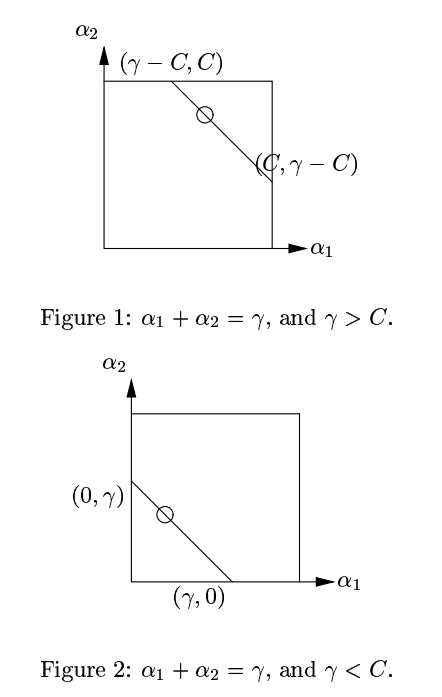 α₂
(γ − C, C)
(C, γ − C)
α₁
Figure 1: α₁ + α₂ = γ, and γ > C.
α₂
(0, γ)
α₁
(γ, 0)
Figure 2: α₁ + α₂ = γ, and γ < C.